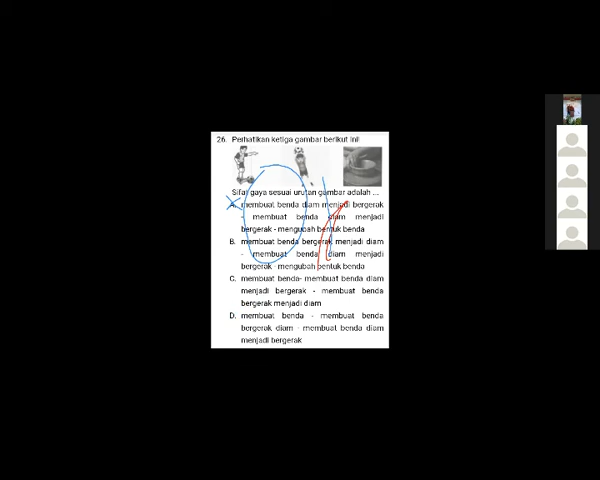 26. Perhatikan ketiga gambar berikut ini!
Sifat gaya sesuai urutan gambar adalah ...
A. membuat benda diam menjadi bergerak
- membuat benda diam menjadi
bergerak - mengubah bentuk benda
B. membuat benda bergerak menjadi diam
- membuat benda diam menjadi
bergerak - mengubah bentuk benda
C. membuat benda- membuat benda diam
menjadi bergerak - membuat benda
bergerak menjadi diam
D. membuat benda - membuat benda
bergerak diam - membuat benda diam
menjadi bergerak